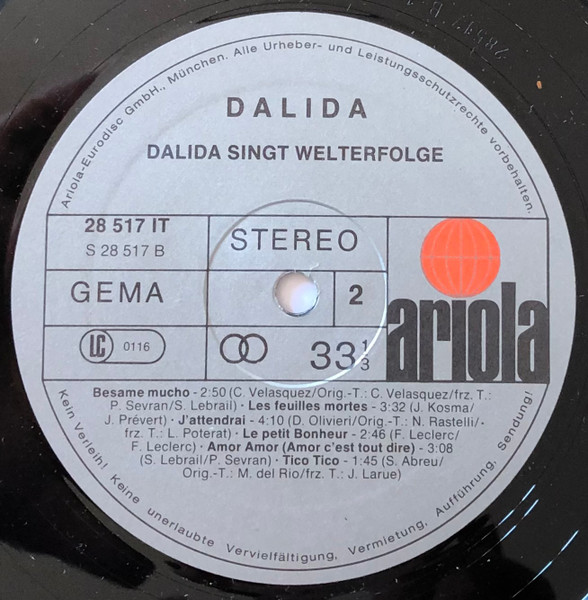 Ariola-Eurodisc GmbH., München. Alle Urheber- und Leistungsschutzrechte vorbehalten.
DALIDA
DALIDA SINGT WELTERFOLGE
28 517 IT
S 28 517 B
STEREO
GEMA
2
LC 0116
33 1/3
ariola
Besame mucho - 2:50 (C. Velasquez/Orig.-T.: C. Velasquez/frz. T.:
P. Sevran/S. Lebrail) · Les feuilles mortes - 3:32 (J. Kosma/
J. Prévert) · J'attendrai - 4:10 (D. Olivieri/Orig.-T.: N. Rastelli/-
frz. T.: L. Poterat) · Le petit Bonheur - 2:46 (F. Leclerc/
F. Leclerc) · Amor Amor (Amor c'est tout dire) - 3:08
(S. Lebrail/P. Sevran) · Tico Tico - 1:45 (S. Abreu/
Orig.-T.: M. del Rio/frz. T.: J. Larue)
Kein Verleih! Keine unerlaubte Vervielfältigung, Vermietung, Aufführung, Sendung!